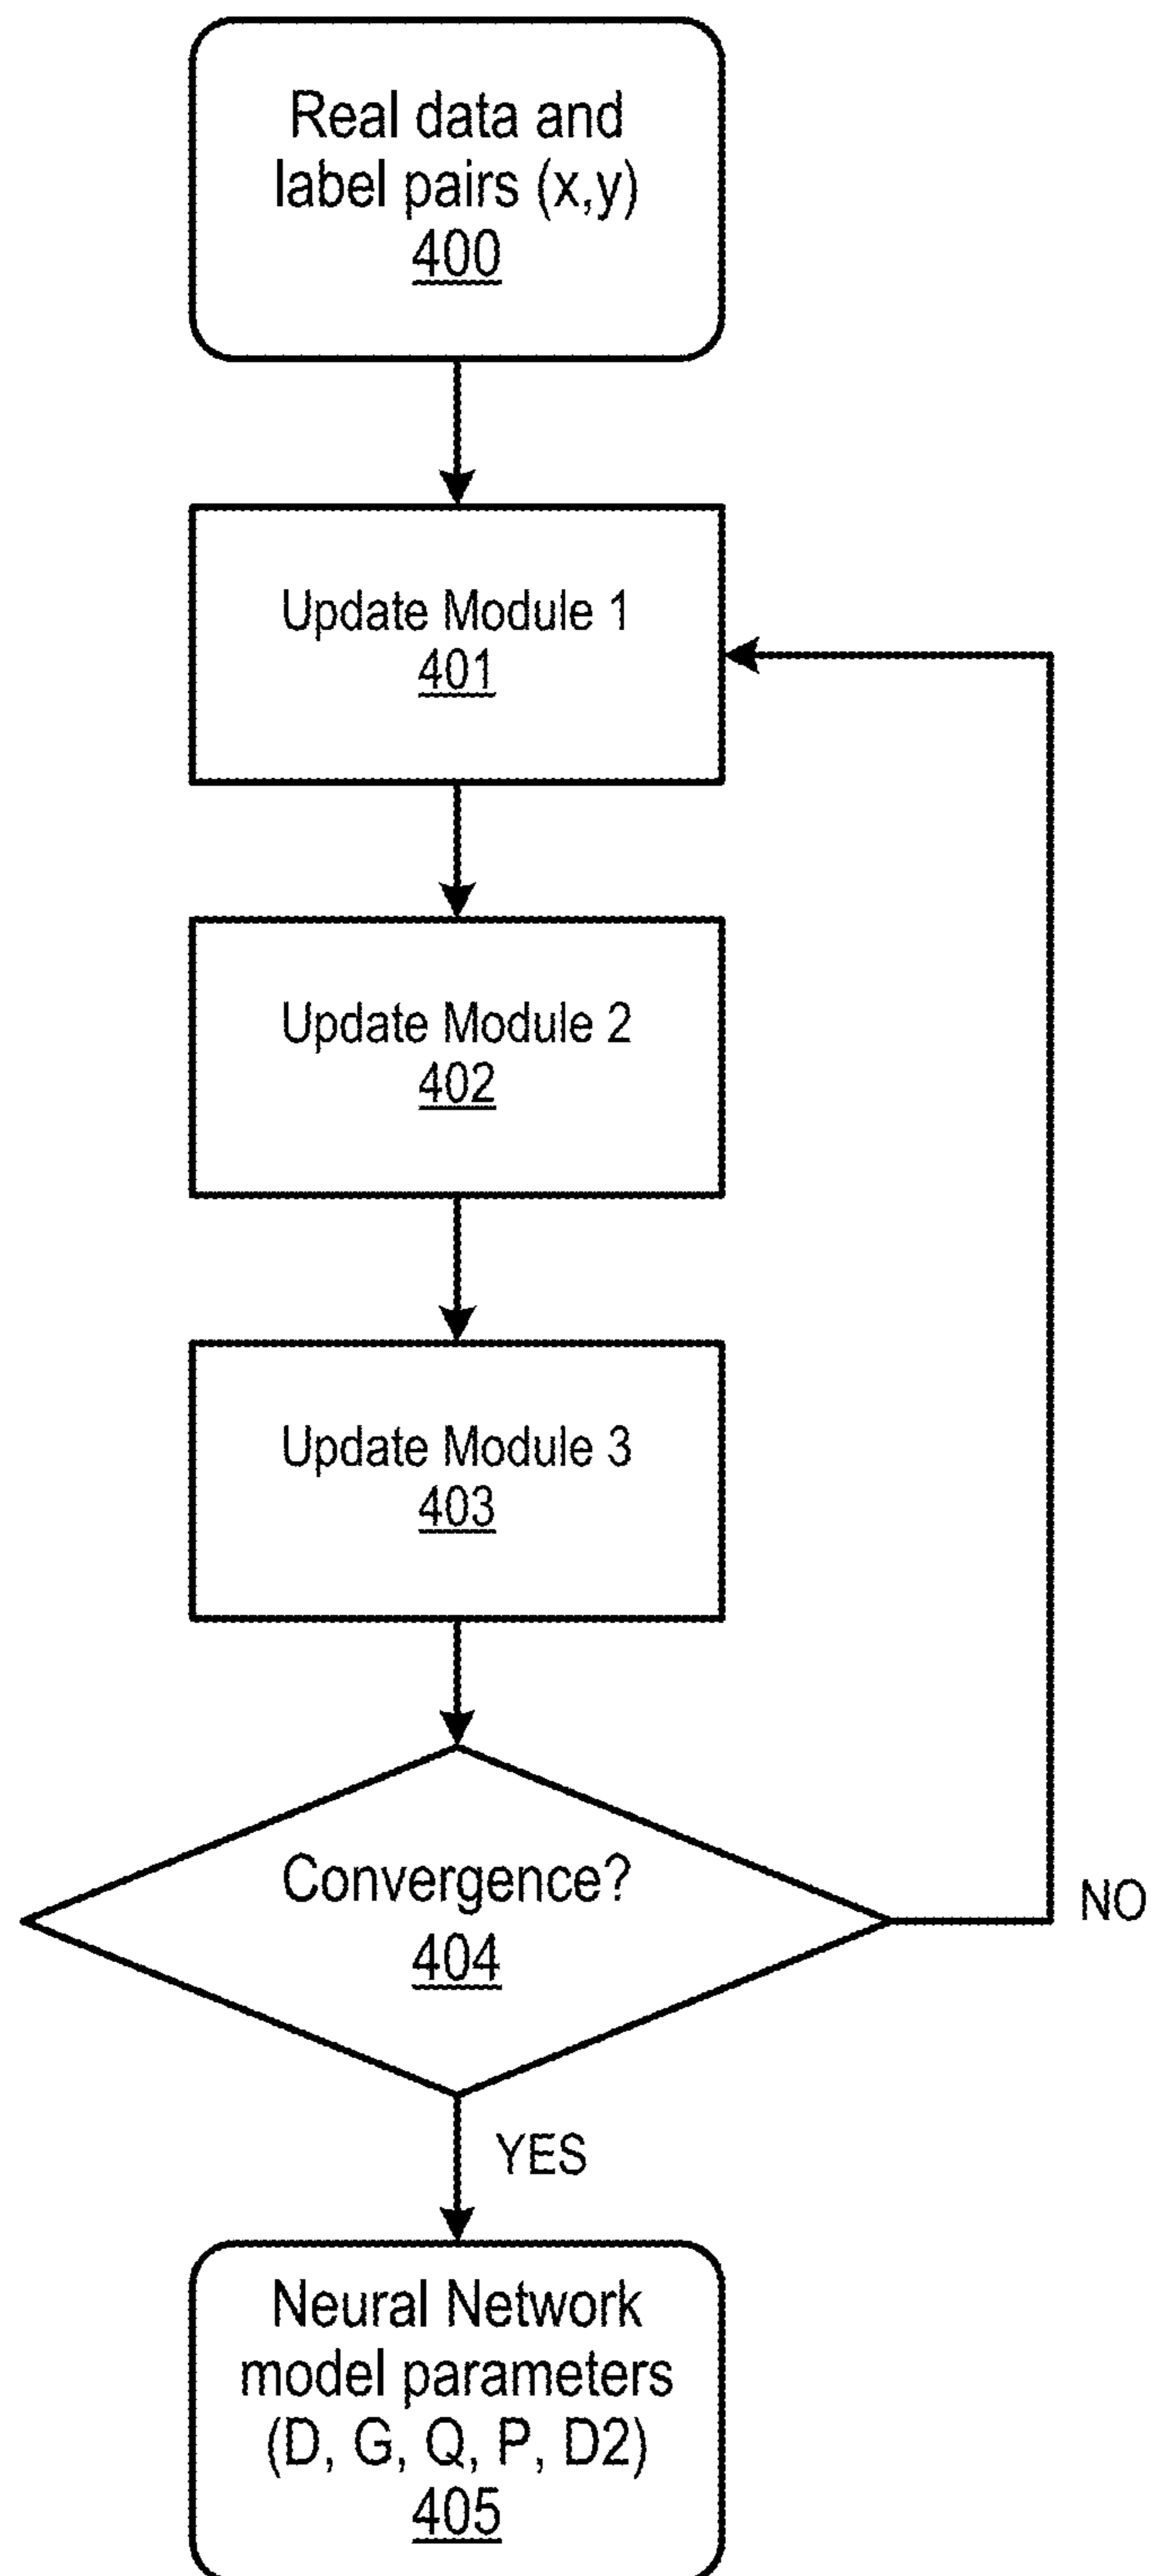 Real data and
label pairs (x,y)
400
Update Module 1
401
Update Module 2
402
Update Module 3
403
Convergence?
404
NO
YES
Neural Network
model parameters
(D, G, Q, P, D2)
405